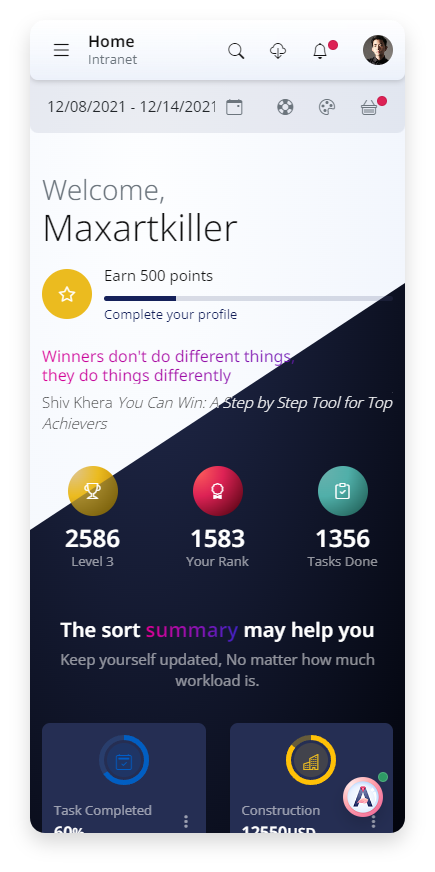 Home
Intranet
12/08/2021 - 12/14/2021
Welcome,
Maxartkiller
Earn 500 points
Complete your profile
Winners don't do different things,
they do things differently
Shiv Khera You Can Win: A Step by Step Tool for Top
Achievers
2586 1583 1356
Level 3 Your Rank Tasks Done
The sort summary may help you
Keep yourself updated, No matter how much
workload is.
Task Completed Construction
60% 12550USD